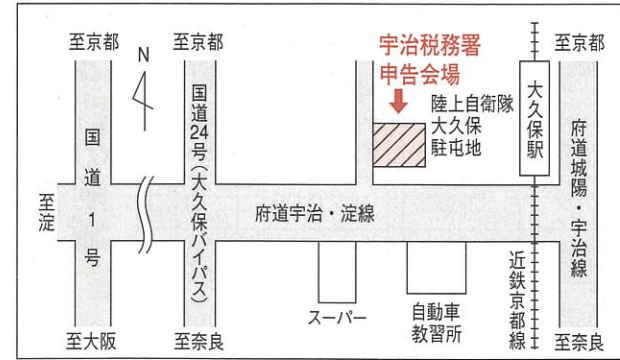 至京都
N
至京都
宇治税務署
申告会場
至京都
国道1号
国道24号(大久保バイパス)
陸上自衛隊
大久保
駐屯地
大久保駅
府道城陽・宇治線
至淀
府道宇治・淀線
近鉄京都線
スーパー
自動車
教習所
至大阪
至奈良
至奈良